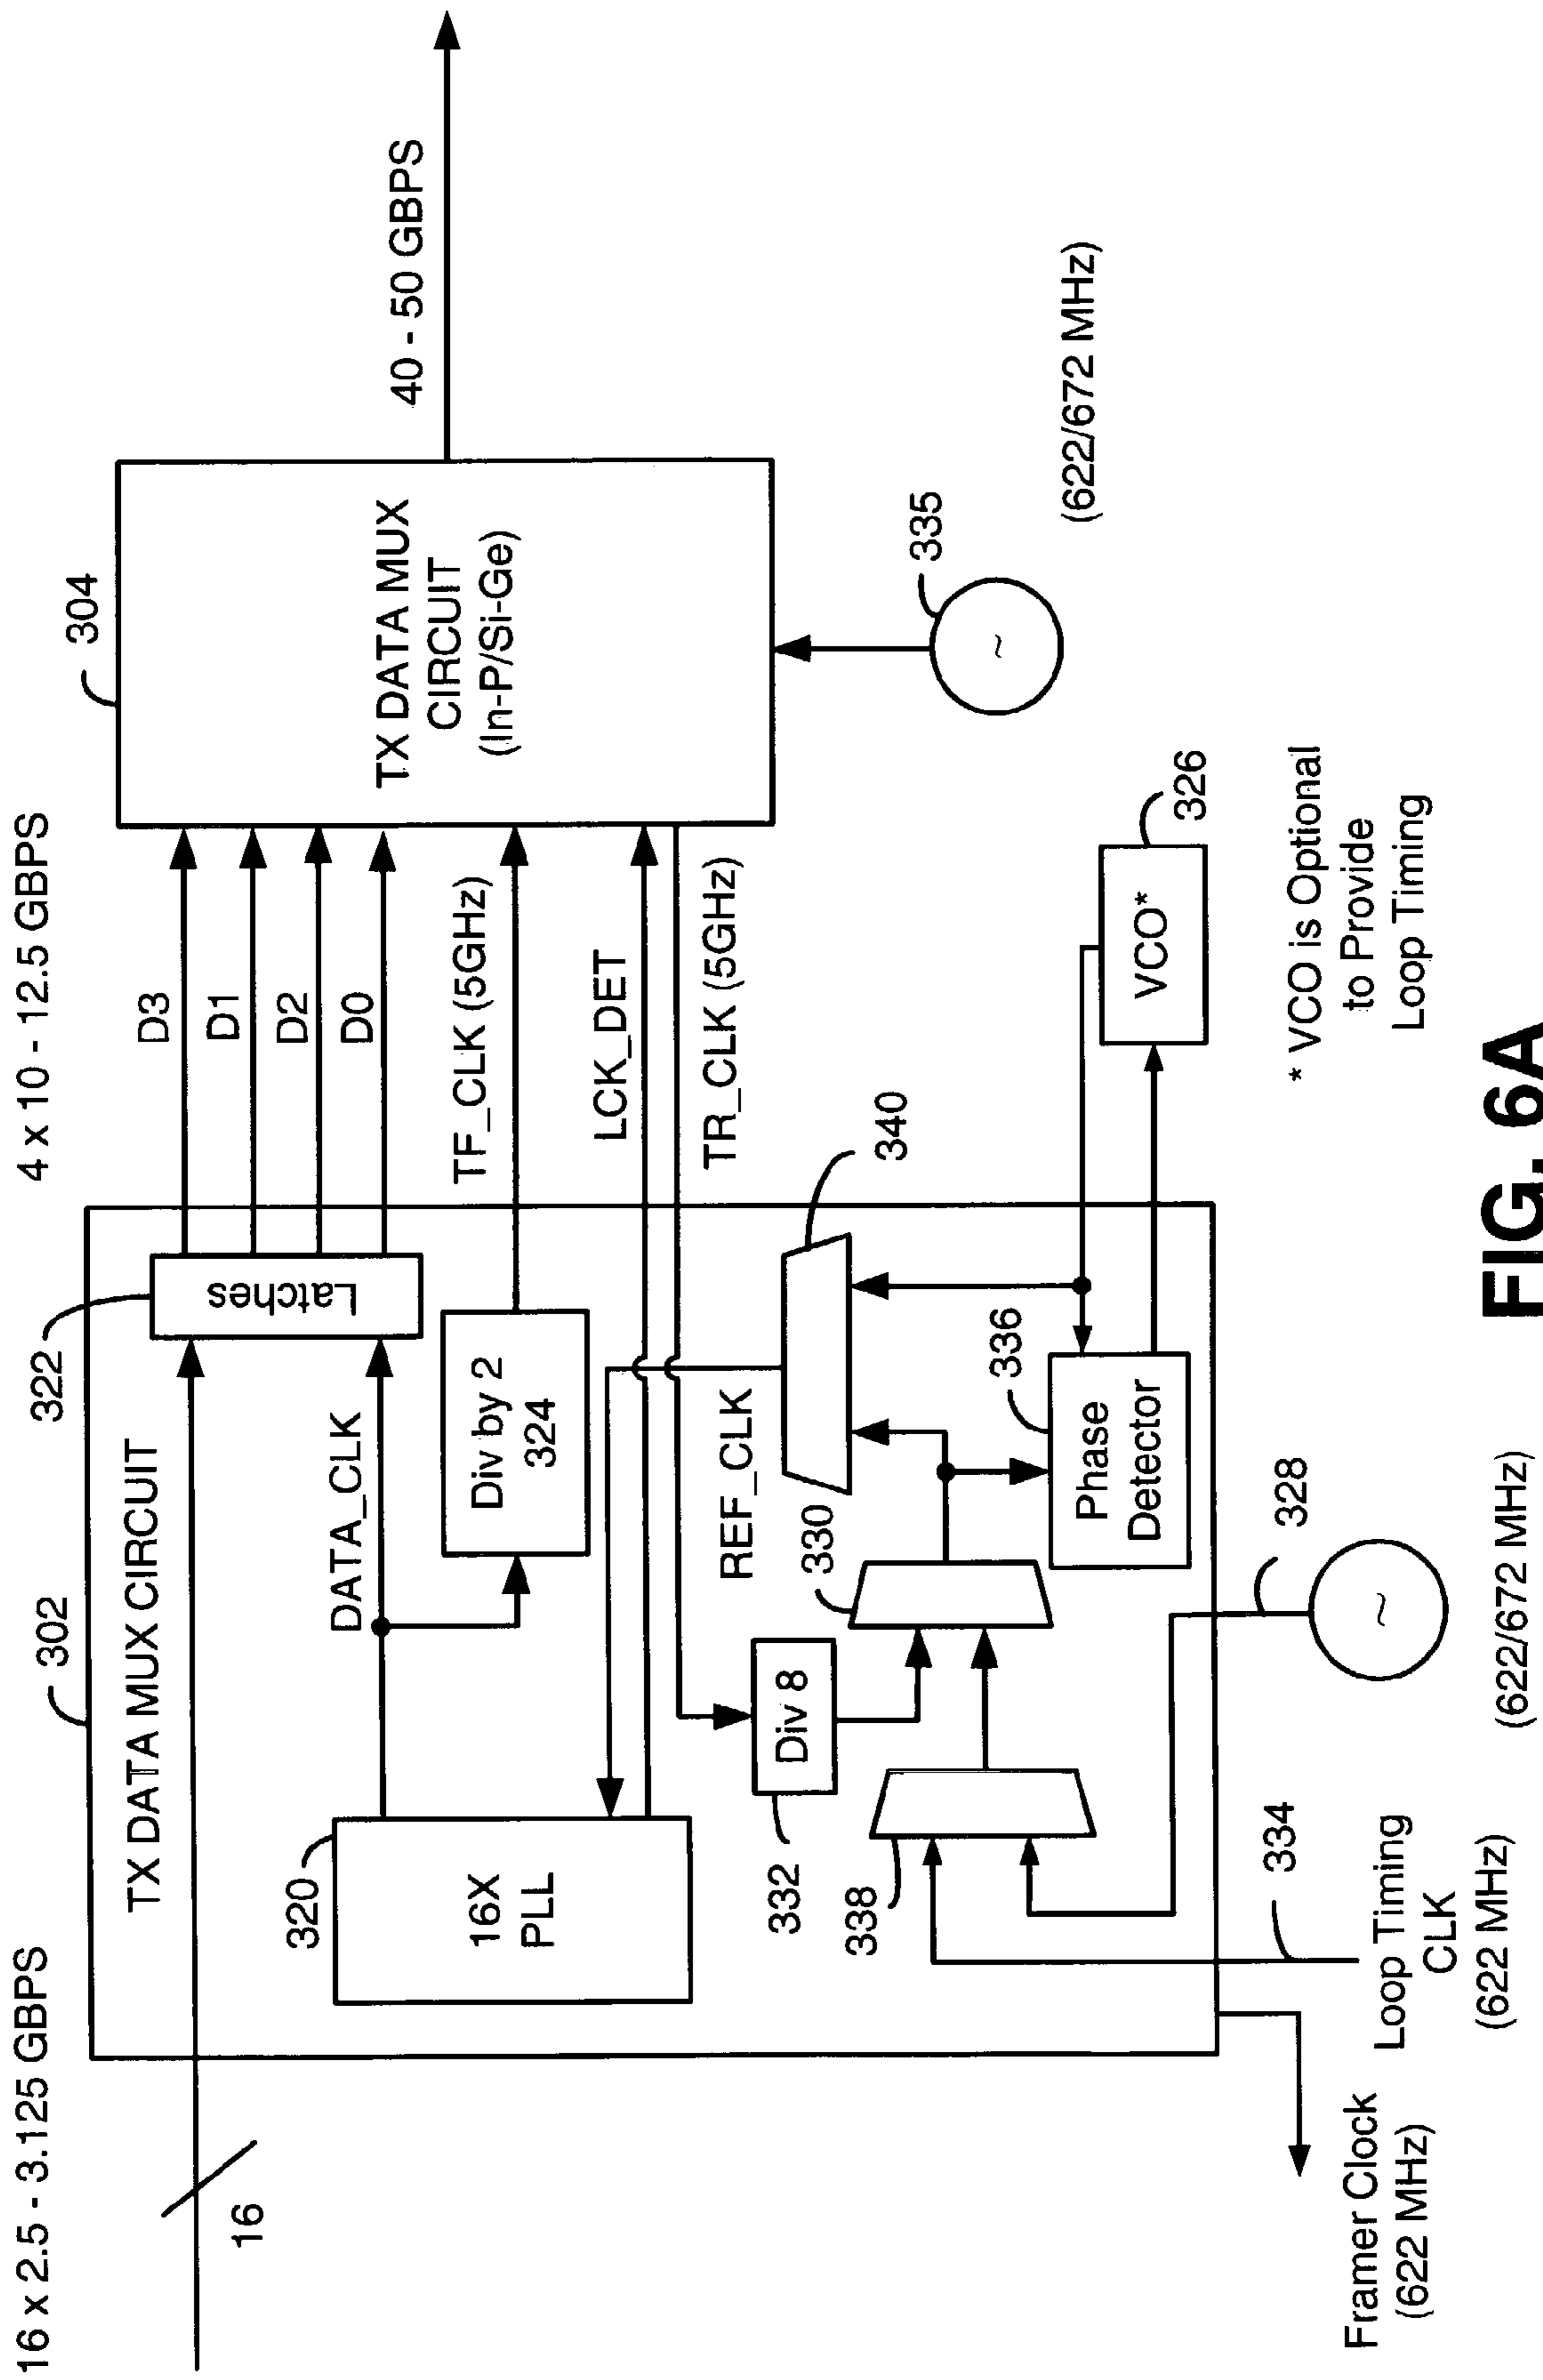 16 x 2.5 - 3.125 GBPS
4 x 10 - 12.5 GBPS
16
302
TX DATA MUX CIRCUIT
322
Latches
D3
D1
D2
D0
304
TX DATA MUX
CIRCUIT
(In-P/Si-Ge)
40 - 50 GBPS
DATA_CLK
320
16X
PLL
Div by 2
324
TF_CLK (5GHz)
LCK_DET
TR_CLK (5GHz)
REF_CLK
332
Div 8
330
340
338
336
Phase
Detector
VCO*
326
335
~
(622/672 MHz)
Framer Clock
(622 MHz)
334
Loop Timing
CLK
(622 MHz)
328
~
(622/672 MHz)
* VCO is Optional
to Provide
Loop Timing
FIG. 6A